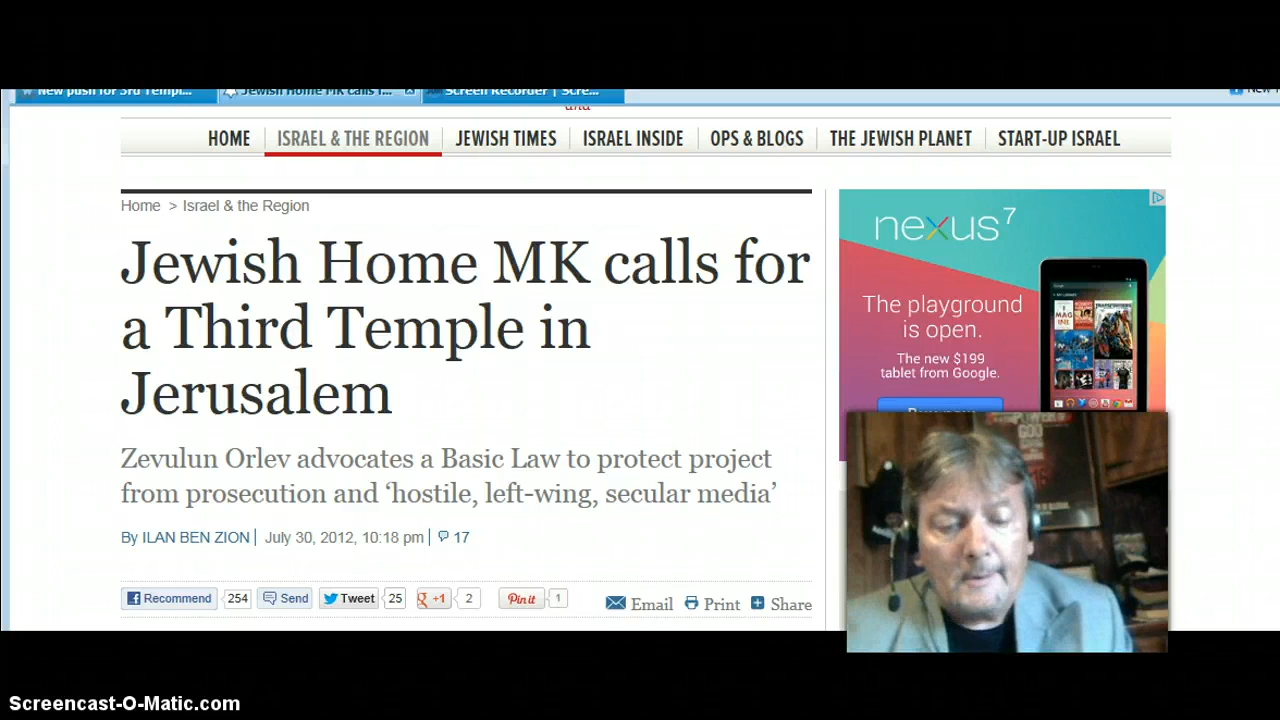 New push for 3rd Templ...
Jewish Home MK calls f...
Screen Recorder | Scre...
and
HOME
ISRAEL & THE REGION
JEWISH TIMES
ISRAEL INSIDE
OPS & BLOGS
THE JEWISH PLANET
START-UP ISRAEL
Home > Israel & the Region
Jewish Home MK calls for
a Third Temple in
Jerusalem
Zevulun Orlev advocates a Basic Law to protect project
from prosecution and ‘hostile, left-wing, secular media’
By ILAN BEN ZION | July 30, 2012, 10:18 pm | 17
Recommend 254 Send Tweet 25 +1 2 Pin it 1 Email Print Share
nexus 7
The playground
is open.
The new $199
tablet from Google.
GOD
Screencast-O-Matic.com